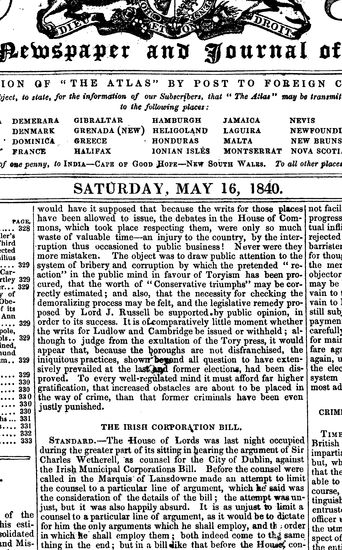 DIEU ET DROIT
Newspaper and Journal of
ION OF "THE ATLAS" BY POST TO FOREIGN C
bject, to state, for the information of our Subscribers, that "The Atlas" may be transmit
to the following places:
DEMERARA GIBRALTAR HAMBURGH JAMAICA NEVIS
DENMARK GRENADA (NEW) HELIGOLAND LAGUIRA NEWFOUNDL
DOMINICA GREECE HONDURAS MALTA NEW BRUNS
FRANCE HALIFAX IONIAN ISLES MONTSERRAT NOVA SCOTI
of one penny, to INDIA—CAPE OF GOOD HOPE—NEW SOUTH WALES. To all other places
SATURDAY, MAY 16, 1840.
PAGE.
328
329
329
329
329
329
330
331
332
333
would have it supposed that because the writs for those places
have been allowed to issue, the debates in the House of Com-
mons, which took place respecting them, were only so much
waste of valuable time—an injury to the country, by the inter-
ruption thus occasioned to public business! Never were they
more mistaken. The object was to draw public attention to the
system of bribery and corruption by which the pretended "re-
action" in the public mind in favour of Toryism has been pro-
cured, that the worth of "Conservative triumphs" may be cor-
rectly estimated; and also, that the necessity for checking the
demoralising process may be felt, and the legislative remedy pro-
posed by Lord J. Russell be supported by public opinion, in
order to its success. It is of comparatively little moment whether
the writs for Ludlow and Cambridge be issued or withheld; al-
though to judge from the exultation of the Tory press, it would
appear that, because the boroughs are not disfranchised, the
iniquitous practices, shown beyond all question to have exten-
sively prevailed at the last and former elections, had been dis-
proved. To every well-regulated mind it must afford far higher
gratification, that increased obstacles are about to be placed in
the way of crime, than that former criminals have been even
justly punished.
THE IRISH CORPORATION BILL.
STANDARD.—The House of Lords was last night occupied
during the greater part of its sitting in hearing the argument of Sir
Charles Wetherell, as counsel for the City of Dublin, against
the Irish Municipal Corporations Bill. Before the counsel were
called in the Marquis of Lansdowne made an attempt to limit
the counsel to a particular line of argument, which he said was
the consideration of the details of the bill; the attempt was un-
just, but it was also happily absurd. It is as unjust to limit a
counsel to a particular line of argument, as it would be to dictate
for him the only arguments which he shall employ, and the order
in which he shall employ them; both indeed come to the same
thing in the end; but in a bill like that before the House, con-
not facil
progress
tual infl
rejected
barrister
for thou
the mere
objector
may be
vain to
vain to
still sub
payment
carefully
for main
fare aga
again, u
the elec
system
most ad
CRIM
TIME
British
imparti
but, wh
that the
able to
course,
tinguish
entruste
officer
the utm
spect of